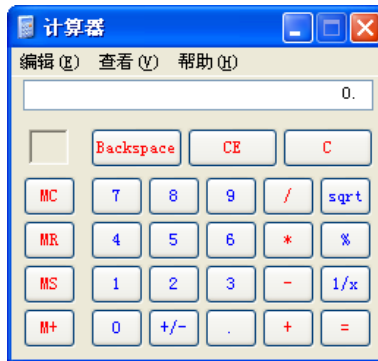 计算器
编辑(E) 查看(V) 帮助(H)
0.
Backspace CE C
MC 7 8 9 / sqrt
MR 4 5 6 * %
MS 1 2 3 - 1/x
M+ 0 +/- . + =